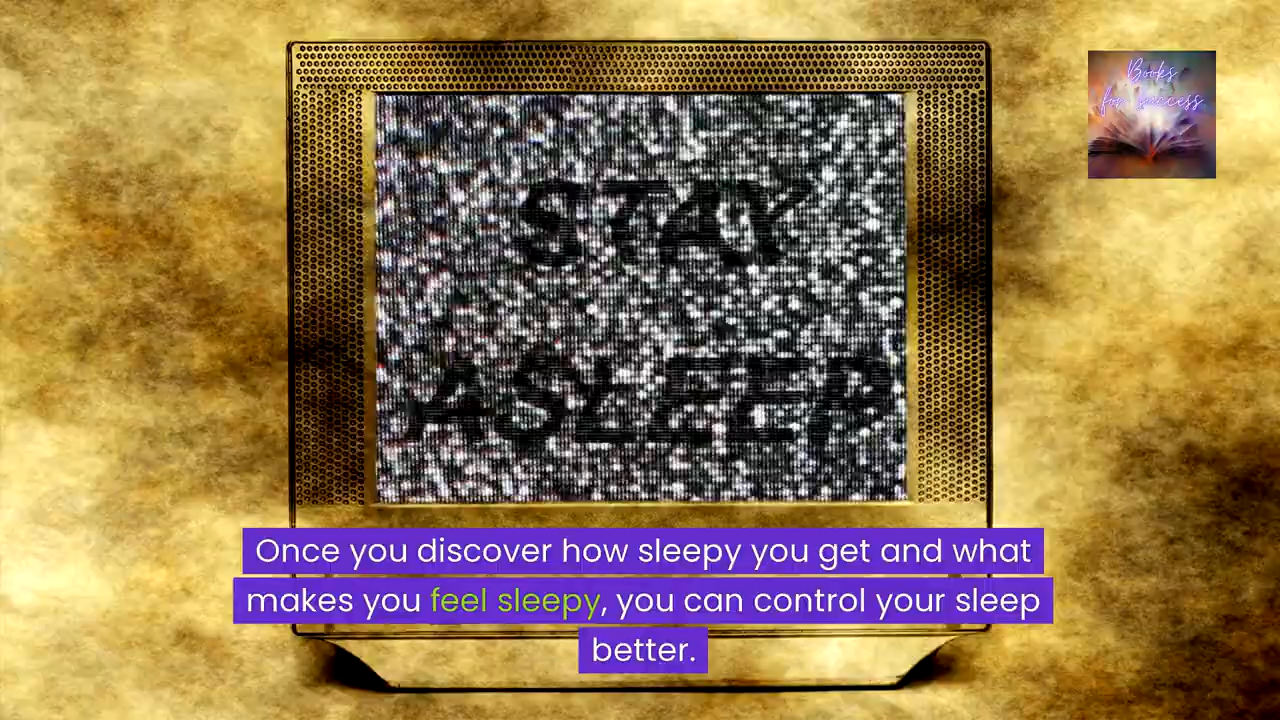 Books
for success
STAY
ASLEEP
Once you discover how sleepy you get and what
makes you feel sleepy, you can control your sleep
better.